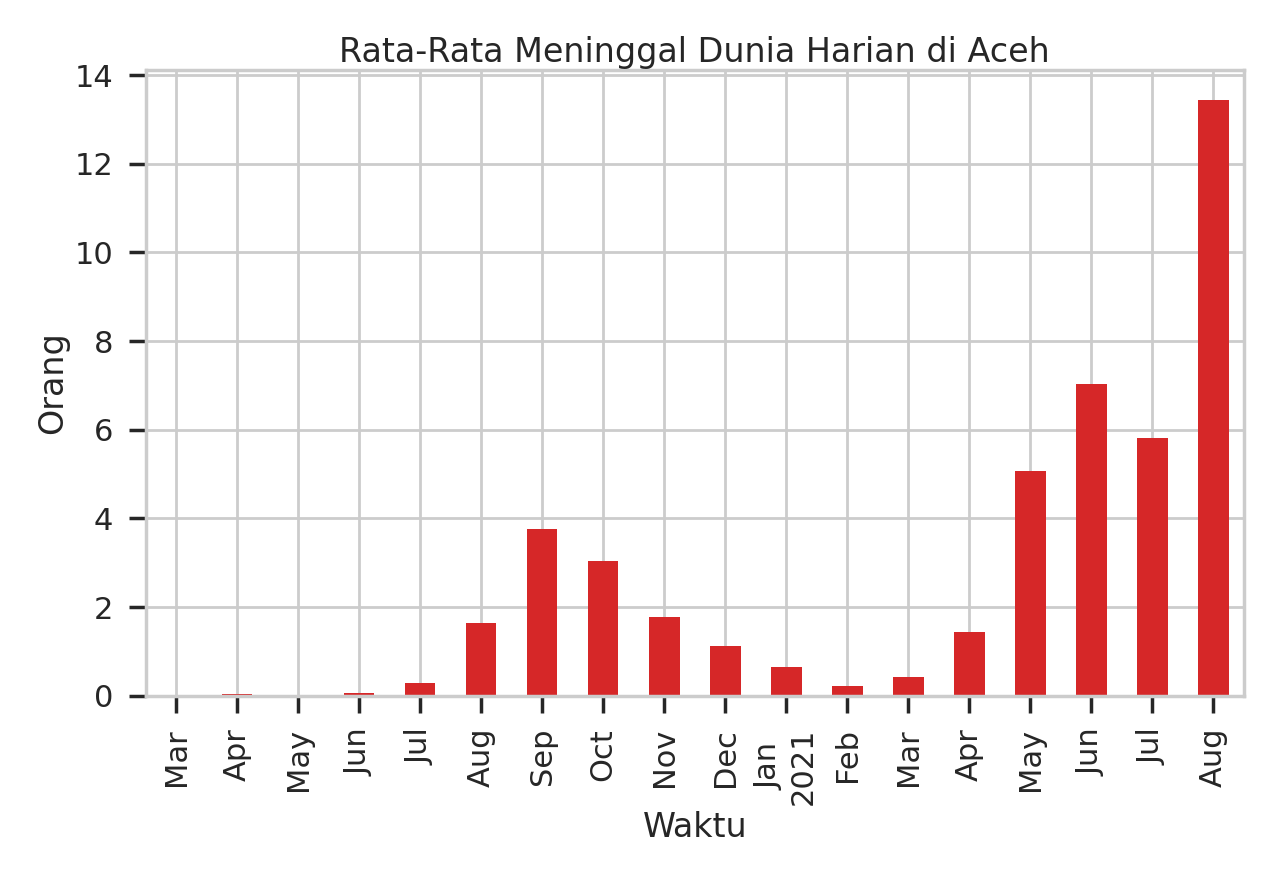 Rata-Rata Meninggal Dunia Harian di Aceh
14
12
10
8
6
4
2
0
Orang
Mar
Apr
May
Jun
Jul
Aug
Sep
Oct
Nov
Dec
Jan
2021
Feb
Mar
Apr
May
Jun
Jul
Aug
Waktu